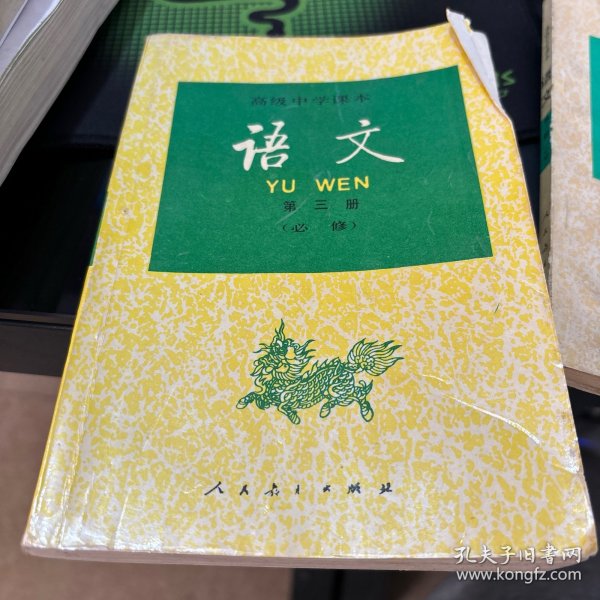 高级中学课本
语文
YU WEN
第三册
(必修)
人民教育出版社
孔夫子旧书网
www.kongfz.com